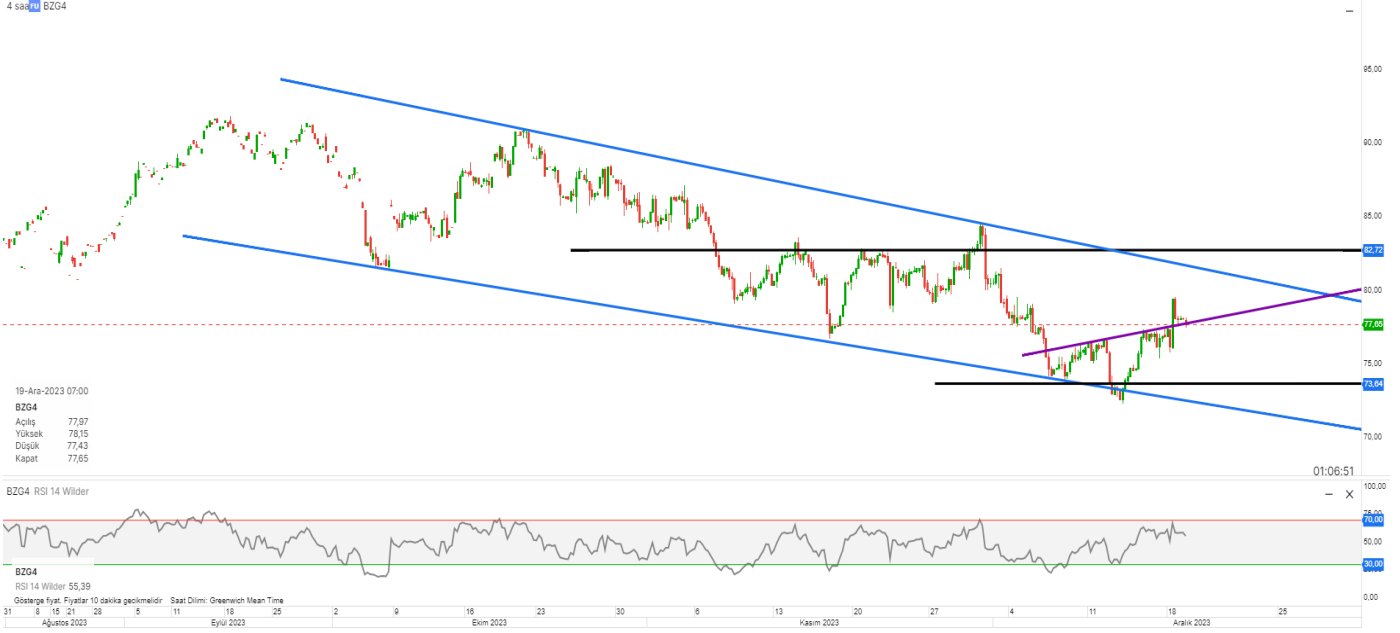 4 saa FU BZG4
95,00
90,00
85,00
82,72
80,00
77,65
75,00
73,64
70,00
19-Ara-2023 07:00
BZG4
Açılış 77,97
Yüksek 78,15
Düşük 77,43
Kapat 77,65
01:06:51
BZG4 RSI 14 Wilder
100,00
75,00
70,00
50,00
30,00
0,00
BZG4
RSI 14 Wilder 55,39
Gösterge fiyat. Fiyatlar 10 dakika gecikmelidir Saat Dilimi: Greenwich Mean Time
31 8 15 21 28 5 11 18 25 2 9 16 23 30 6 13 20 27 4 11 18 25
Ağustos 2023 Eylül 2023 Ekim 2023 Kasım 2023 Aralık 2023